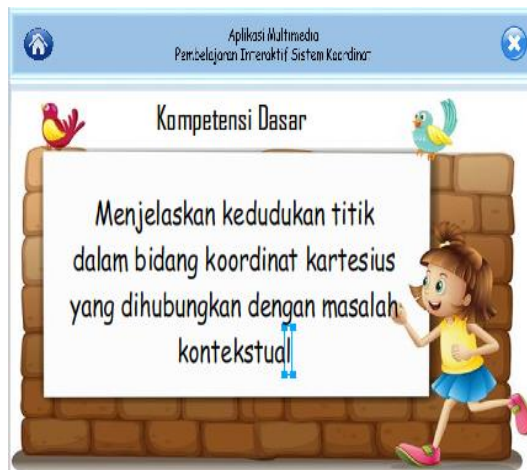 Aplikasi Multimedia
Pembelajaran Interaktif Sistem Koordinat
Kompetensi Dasar
Menjelaskan kedudukan titik
dalam bidang koordinat kartesius
yang dihubungkan dengan masalah
kontekstual